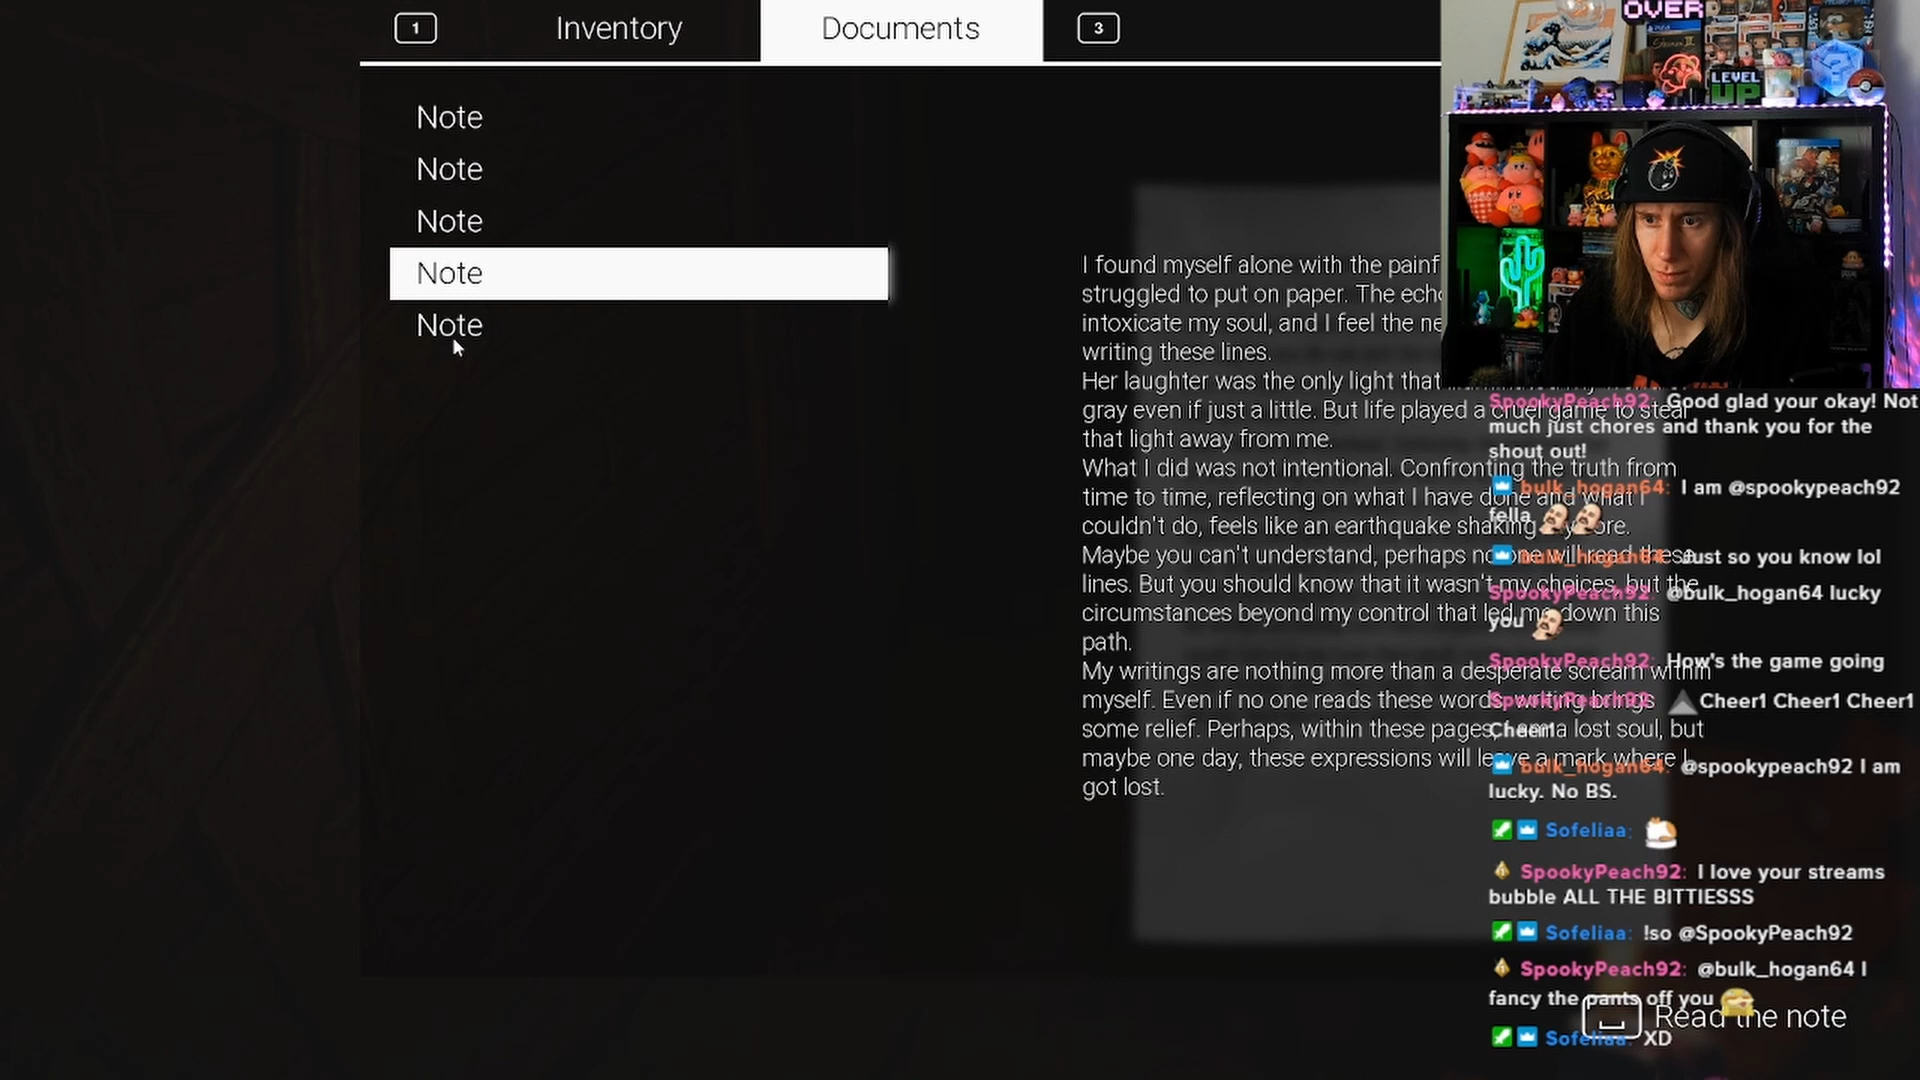 1 Inventory Documents 3
OVER
LEVEL
UP
Note
Note
Note
Note
Note
I found myself alone with the painf
struggled to put on paper. The echo
intoxicate my soul, and I feel the ne
writing these lines.
Her laughter was the only light that
gray even if just a little. But life played a cruel game to steal
that light away from me.
What I did was not intentional. Confronting the truth from
time to time, reflecting on what I have done and what I
couldn't do, feels like an earthquake shaking my core.
Maybe you can't understand, perhaps no one will read these
lines. But you should know that it wasn't my choices, but the
circumstances beyond my control that led me down this
path.
My writings are nothing more than a desperate scream within
myself. Even if no one reads these words, writing brings
some relief. Perhaps, within these pages, I am a lost soul, but
maybe one day, these expressions will leave a mark where I
got lost.
SpookyPeach92: Good glad your okay! Not
much just chores and thank you for the
shout out!
bulk_hogan64: I am @spookypeach92
fella
bulk_hogan64: Just so you know lol
SpookyPeach92: @bulk_hogan64 lucky
you
SpookyPeach92: How's the game going
SpookyPeach92: Cheer1 Cheer1 Cheer1
Cheer1
bulk_hogan64: @spookypeach92 I am
lucky. No BS.
Sofeliaa:
SpookyPeach92: I love your streams
bubble ALL THE BITTIESSS
Sofeliaa: !so @SpookyPeach92
SpookyPeach92: @bulk_hogan64 I
fancy the pants off you
Sofeliaa: XD
Read the note